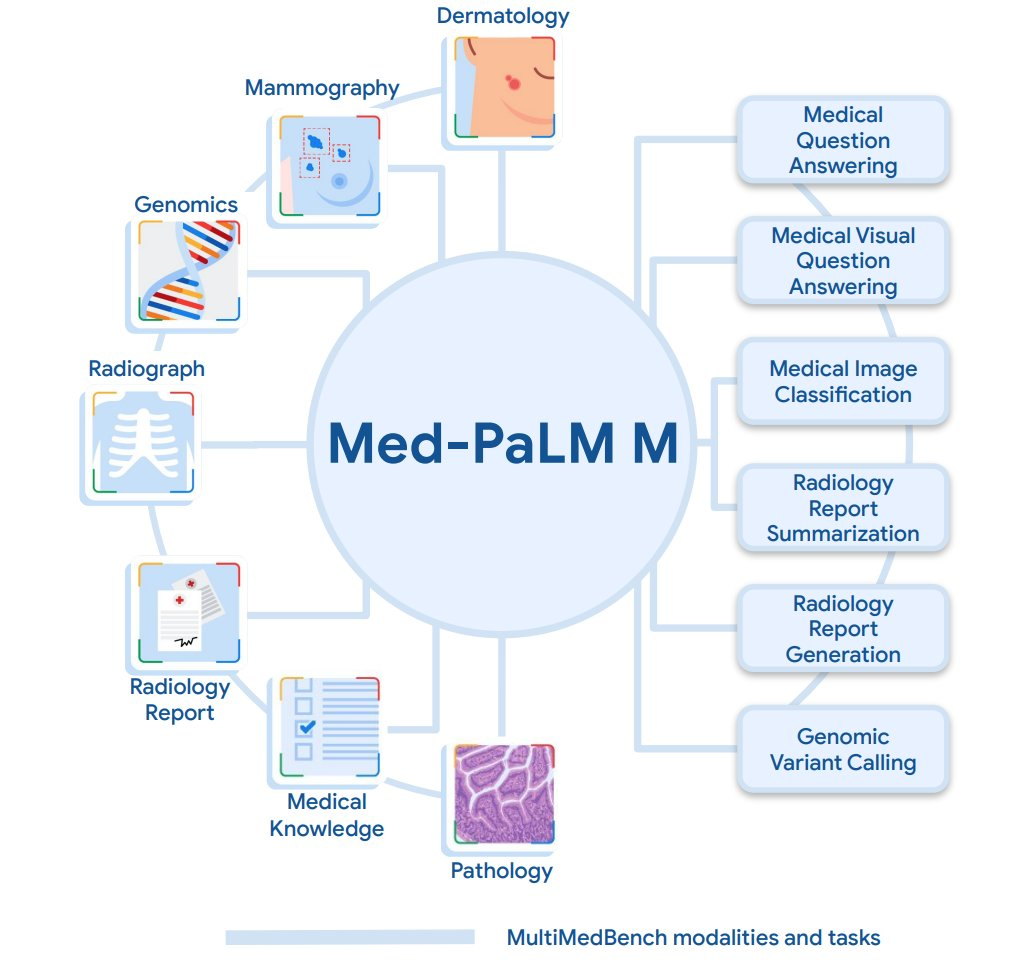 Dermatology
Mammography
Genomics
Radiograph
Radiology
Report
Medical
Knowledge
Pathology
Med-PaLM M
Medical
Question
Answering
Medical Visual
Question
Answering
Medical Image
Classification
Radiology
Report
Summarization
Radiology
Report
Generation
Genomic
Variant Calling
MultiMedBench modalities and tasks